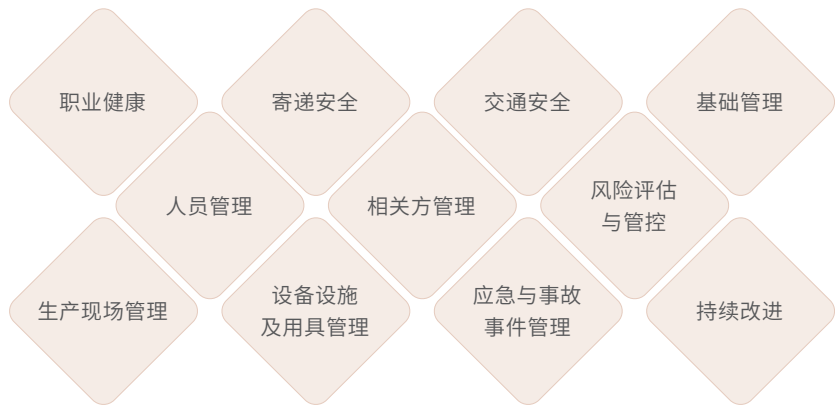 职业健康
寄递安全
交通安全
基础管理
人员管理
相关方管理
风险评估
与管控
生产现场管理
设备设施
及用具管理
应急与事故
事件管理
持续改进